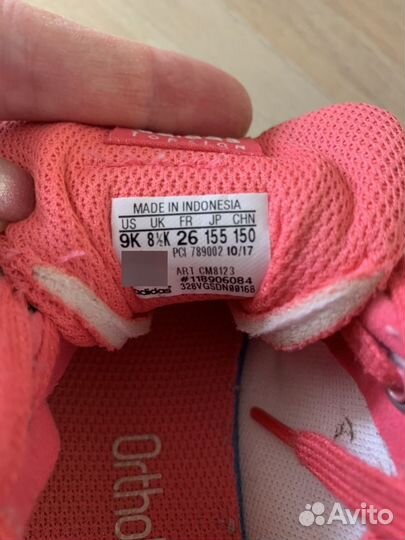 MADE IN INDONESIA
US UK FR JP CHN
9K 8½K 26 155 150
PCI 789002 10/17
ART CM8123
#11B906084
adidas 328VGSDN00168
Ortho
Avito